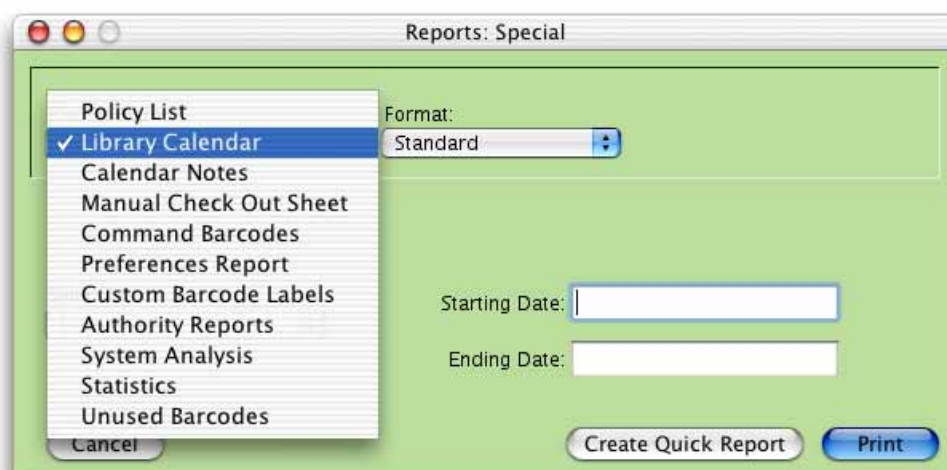 Reports: Special
Policy List
✓ Library Calendar
Calendar Notes
Manual Check Out Sheet
Command Barcodes
Preferences Report
Custom Barcode Labels
Authority Reports
System Analysis
Statistics
Unused Barcodes
Format:
Standard
Starting Date:
Ending Date:
Cancel
Create Quick Report
Print